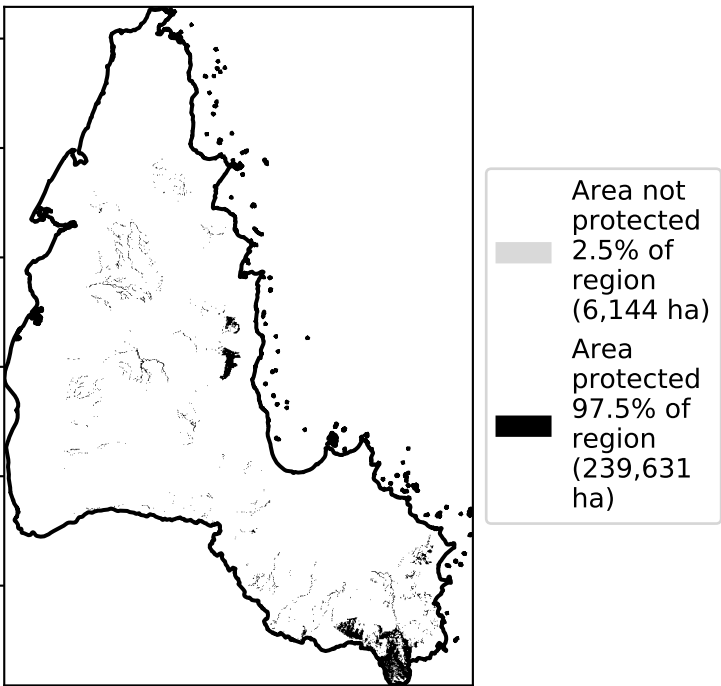 Area not
protected
2.5% of
region
(6,144 ha)
Area
protected
97.5% of
region
(239,631
ha)